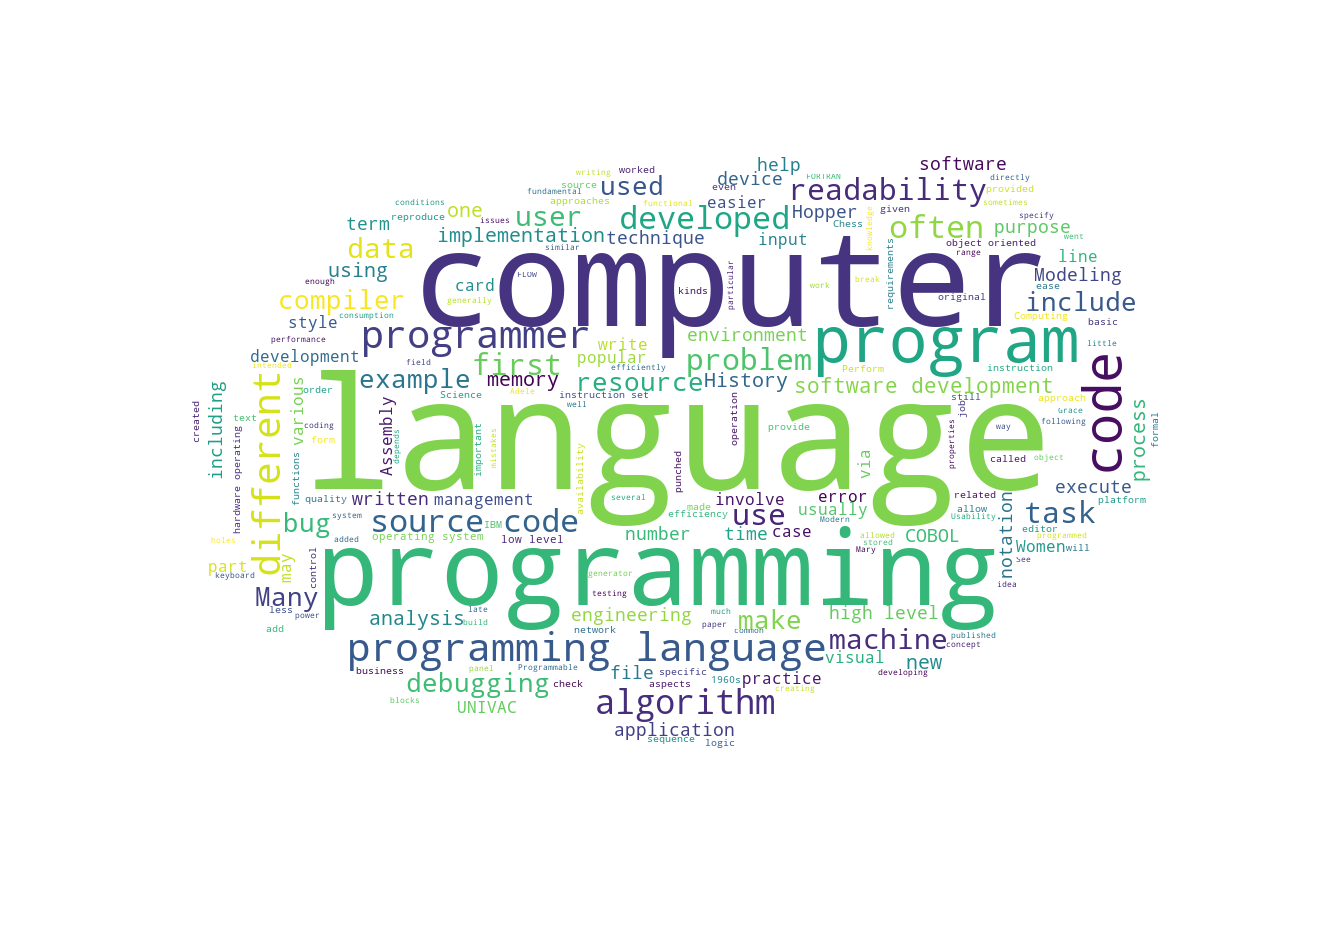 help
software
writing
worked
FORTRAN
directly
source
used
even
device
readability
provided
fundamental
approaches
functional
easier
sometimes
conditions
one
user
developed
Hopper
given
specify
reproduce
issues
knowledge
Chess
often
purpose
term
implementation
technique
input
went
data
similar
object oriented
line
computer
range
using
FLOW
particular
requirements
Modeling
enough
card
kinds
work
break
original
ease
compiler
generally
include
consumption
Computing
style
basic
performance
programmer
write
environment
program
little
development
popular
problem
intended
field
first
efficiently
Perform
instruction
example
memory
resource
History
software development
code
order
Science
Adele
instruction set
still
approach
including
different
various
language
well
operation
job
Grace
created
text
coding
Assembly
provide
way
following
process
formal
form
depends
important
mistakes
properties
hardware operating
functions
availability
punched
via
called
object
quality
written
management
several
involve
error
related
execute
made
usually
allow
platform
system
source code
IBM
efficiency
use
Modern
Usability
task
bug
added
operating system
low level
number
time
case
allowed
COBOL
notation
editor
programmed
holes
stored
Women
will
part
may
control
programming
Mary
see
keyboard
generator
idea
Many
testing
less
power
late
engineering
much
high level
add
analysis
build
network
paper
make
common
machine
published
concept
programming language
visual
new
business
panel
Programmable
file
specific
developing
debugging
check
aspects
1960s
practice
creating
blocks
UNIVAC
algorithm
application
sequence
logic